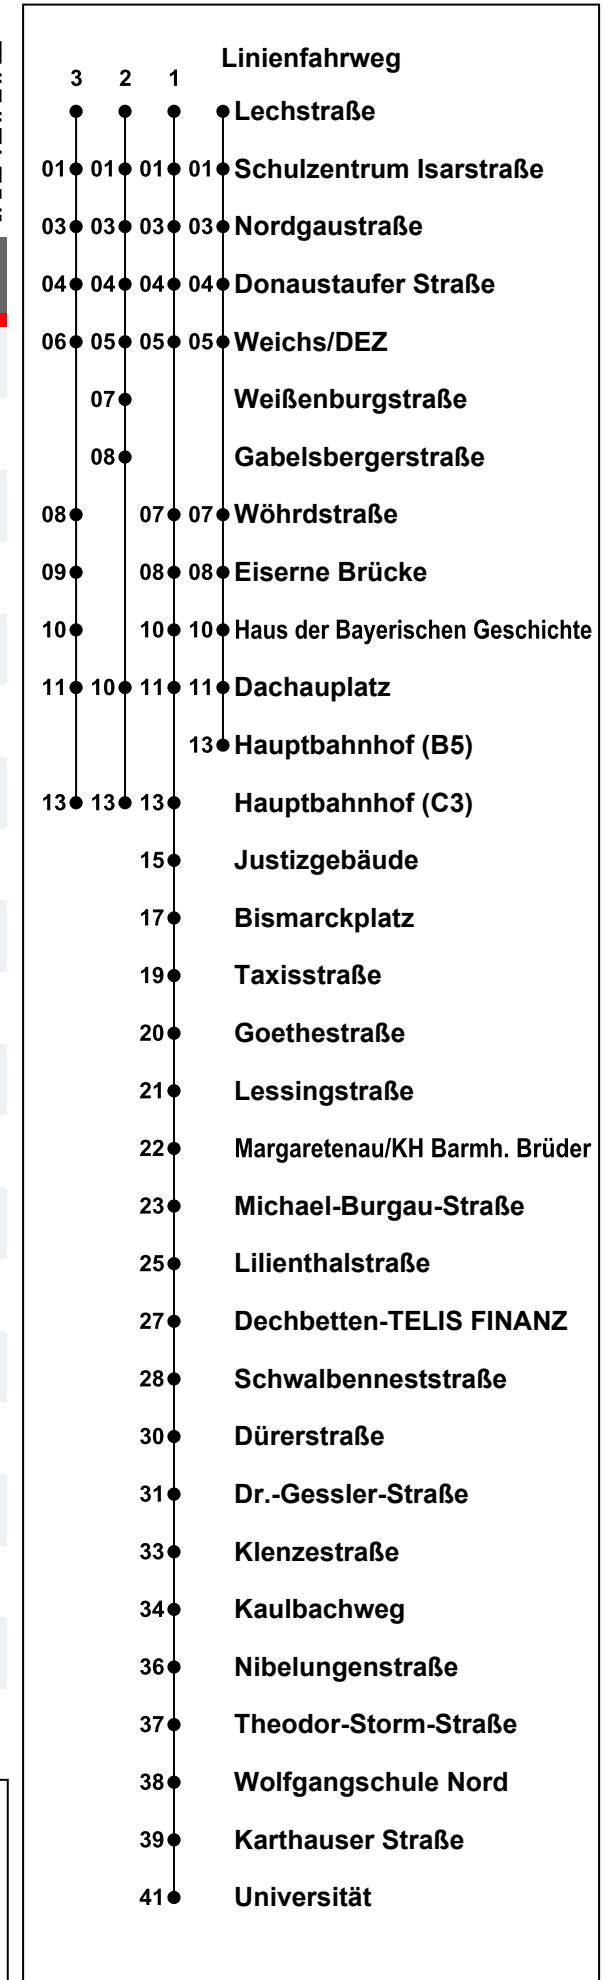 Linienfahrweg
3 2 1
Lechstraße
01 01 01 01 Schulzentrum Isarstraße
03 03 03 03 Nordgaustraße
04 04 04 04 Donaustaufer Straße
06 05 05 05 Weichs/DEZ
07 Weißenburgstraße
08 Gabelsbergerstraße
08 07 07 Wöhrdstraße
09 08 08 Eiserne Brücke
10 10 10 Haus der Bayerischen Geschichte
11 10 11 11 Dachauplatz
13 Hauptbahnhof (B5)
13 13 13 Hauptbahnhof (C3)
15 Justizgebäude
17 Bismarckplatz
19 Taxisstraße
20 Goethestraße
21 Lessingstraße
22 Margaretenau/KH Barmh. Brüder
23 Michael-Burgau-Straße
25 Lilienthalstraße
27 Dechbetten-TELIS FINANZ
28 Schwalbenneststraße
30 Dürerstraße
31 Dr.-Gessler-Straße
33 Klenzestraße
34 Kaulbachweg
36 Nibelungenstraße
37 Theodor-Storm-Straße
38 Wolfgangschule Nord
39 Karthauser Straße
41 Universität